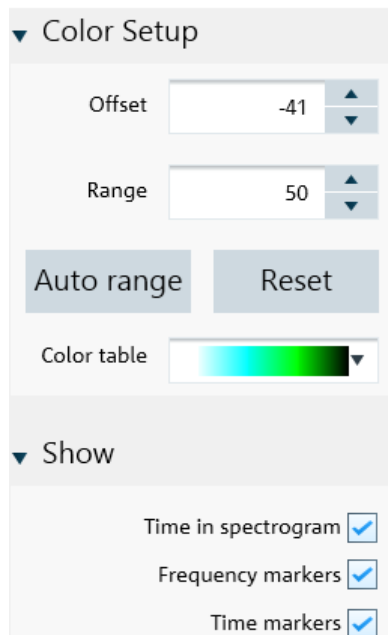 Color Setup
Offset -41
Range 50
Auto range Reset
Color table
Show
Time in spectrogram
Frequency markers
Time markers